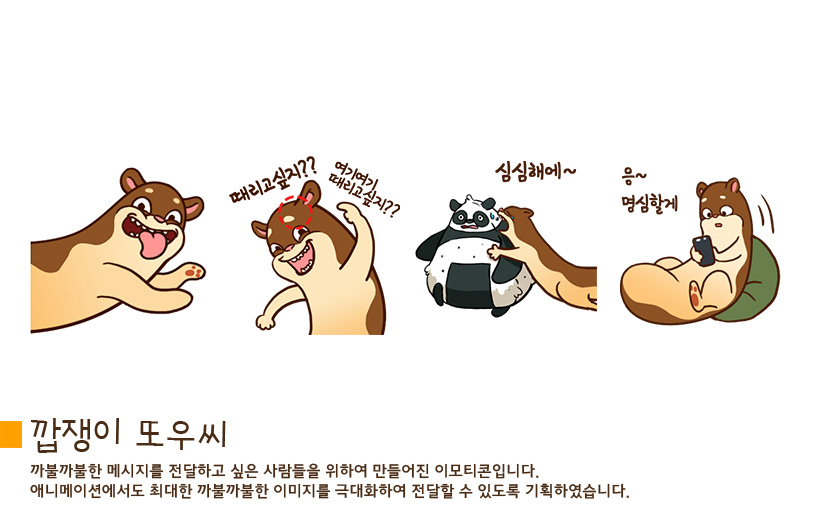 때리고싶지??
여기여기
때리고싶지??
심심해에~
응~
명심할게
깝쟁이 또우씨
까불까불한 메시지를 전달하고 싶은 사람들을 위하여 만들어진 이모티콘입니다.
애니메이션에서도 최대한 까불까불한 이미지를 극대화하여 전달할 수 있도록 기획하였습니다.